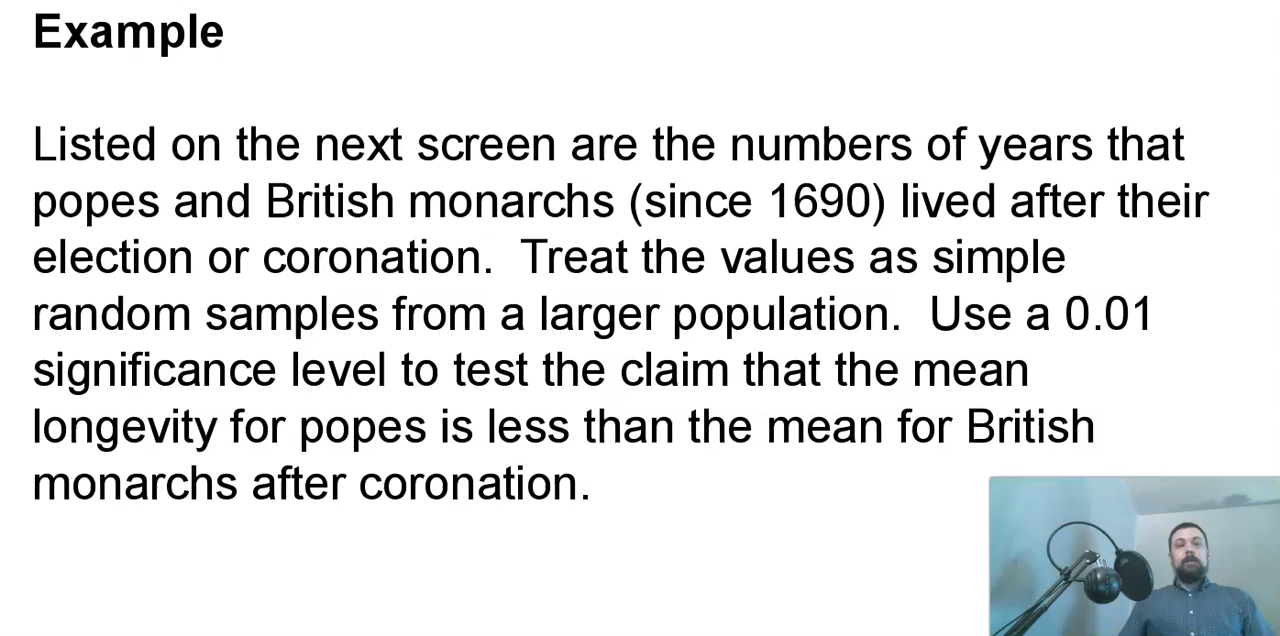 Example
Listed on the next screen are the numbers of years that
popes and British monarchs (since 1690) lived after their
election or coronation.  Treat the values as simple
random samples from a larger population.  Use a 0.01
significance level to test the claim that the mean
longevity for popes is less than the mean for British
monarchs after coronation.